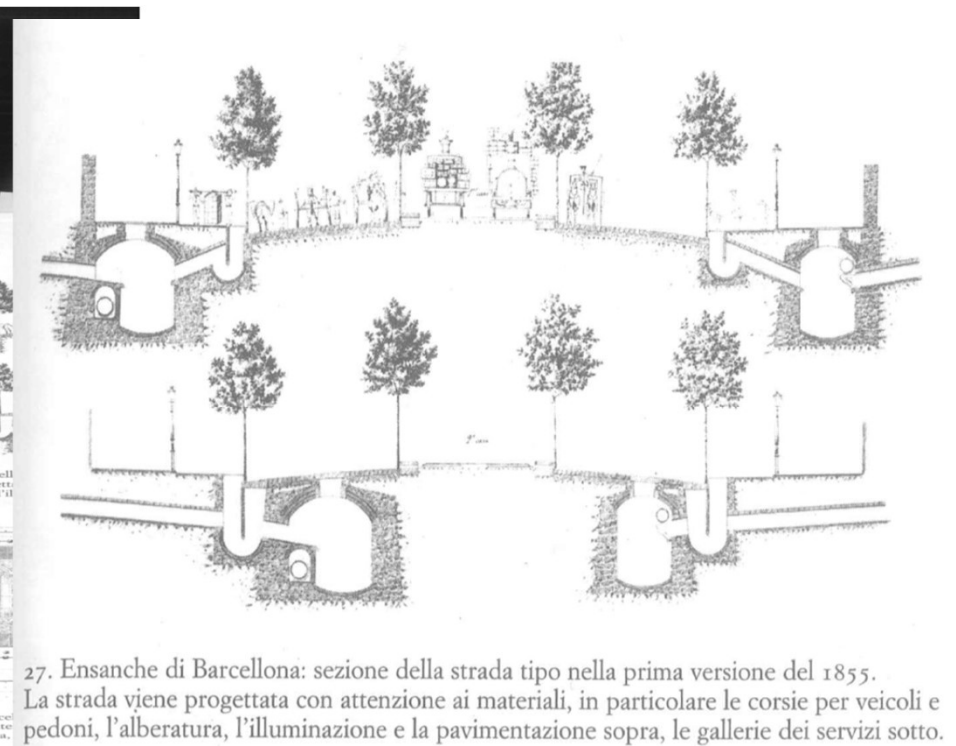 2º caso
27. Ensanche di Barcellona: sezione della strada tipo nella prima versione del 1855.
La strada viene progettata con attenzione ai materiali, in particolare le corsie per veicoli e
pedoni, l'alberatura, l'illuminazione e la pavimentazione sopra, le gallerie dei servizi sotto.